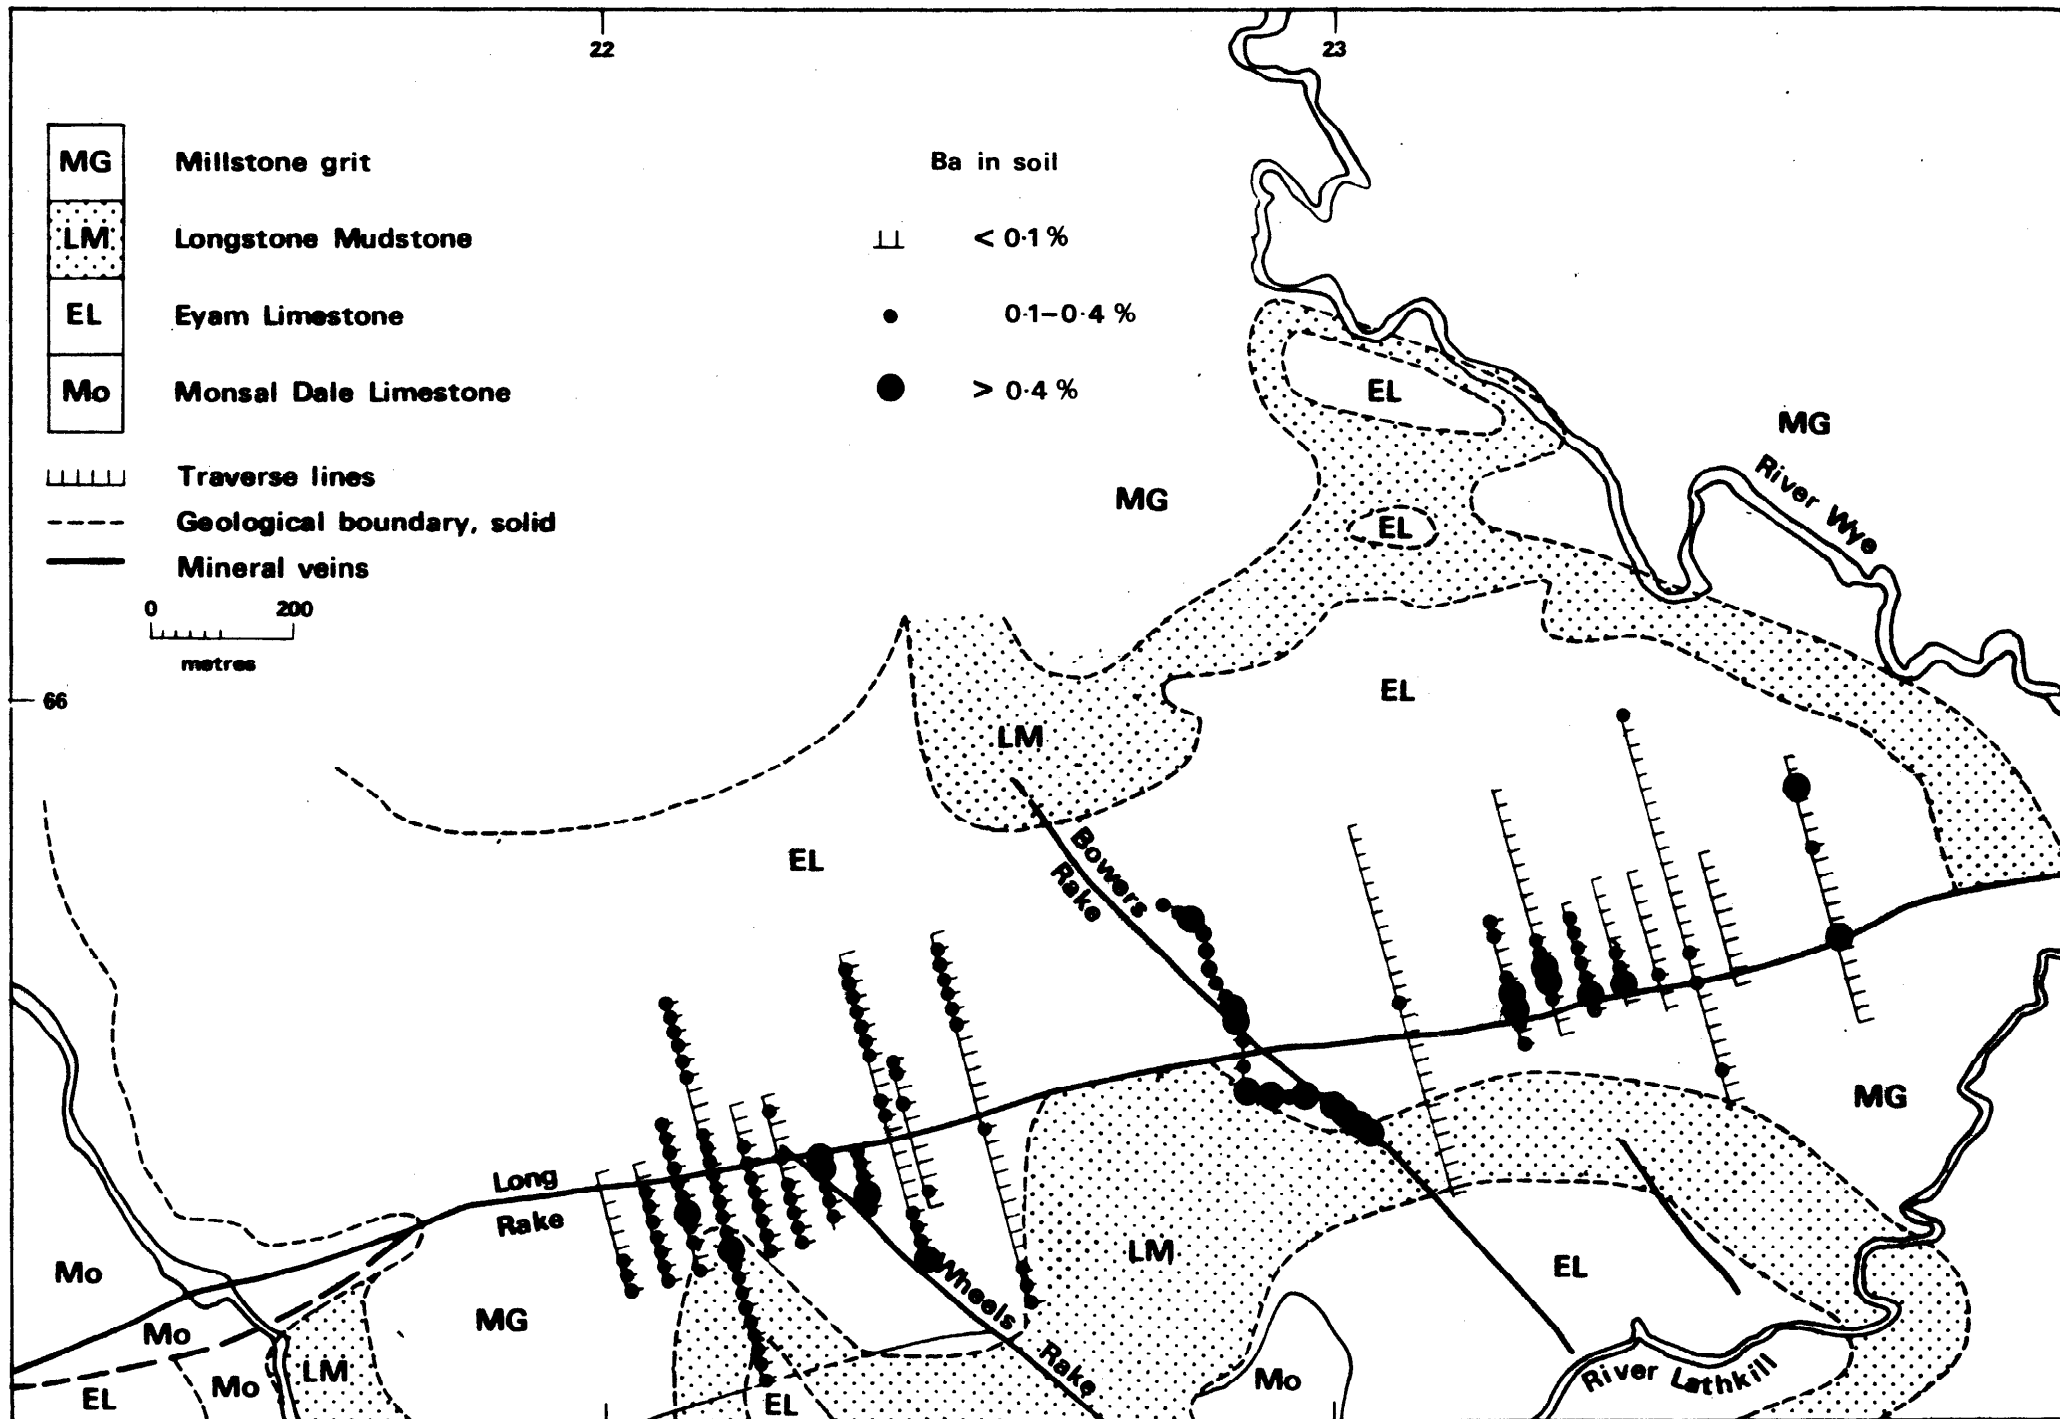 22
23
MG Millstone grit
LM Longstone Mudstone
EL Eyam Limestone
Mo Monsal Dale Limestone
Traverse lines
Geological boundary, solid
Mineral veins
0 200
metres
Ba in soil
< 0·1 %
0·1–0·4 %
> 0·4 %
66
EL
MG
MG
EL
River Wye
EL
LM
EL
Bowers
Rake
MG
Long
Rake
LM
EL
Mo
MG
Mo
Wheels
Rake
LM
Mo
EL
EL
Mo
River Lathkill